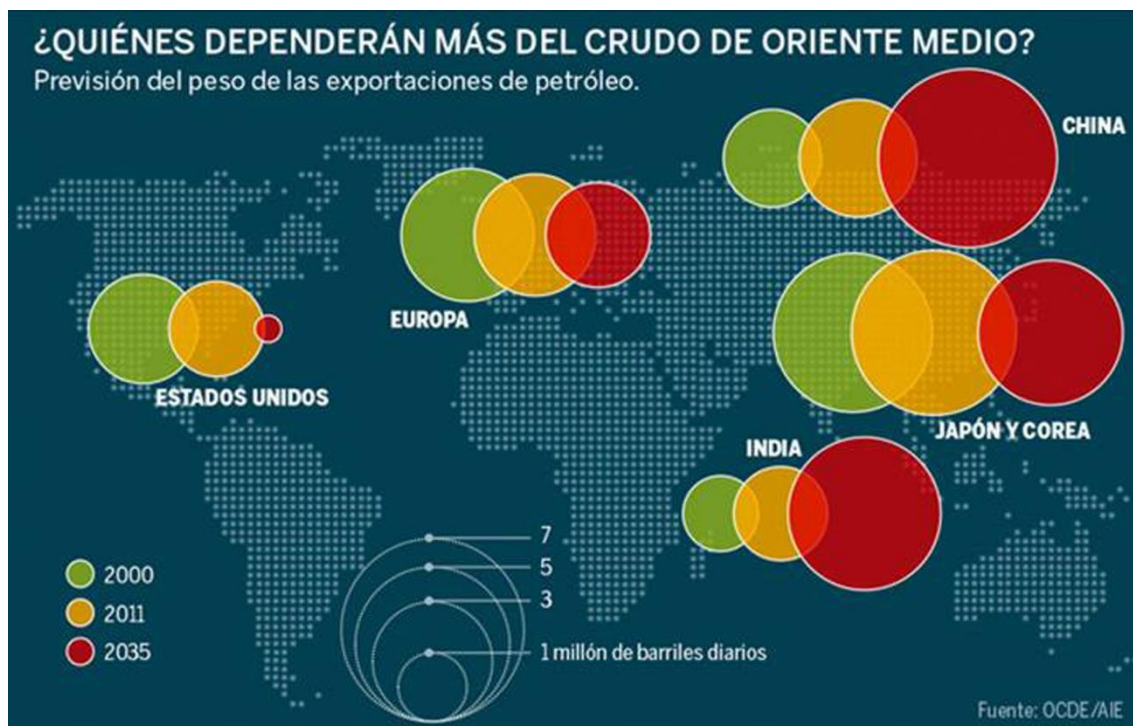 ¿QUIÉNES DEPENDERÁN MÁS DEL CRUDO DE ORIENTE MEDIO?
Previsión del peso de las exportaciones de petróleo.
CHINA
EUROPA
ESTADOS UNIDOS
JAPÓN Y COREA
INDIA
7
5
3
1 millón de barriles diarios
2000
2011
2035
Fuente: OCDE/AIE